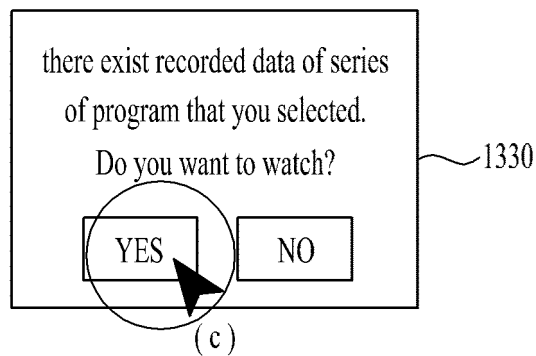 there exist recorded data of series
of program that you selected.
Do you want to watch?
1330
YES NO
( c )